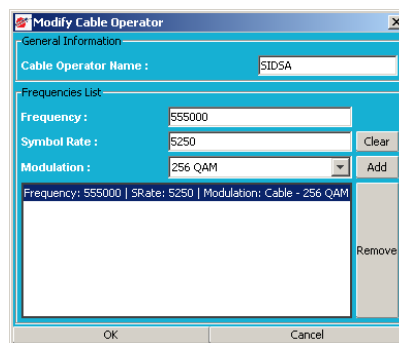 Modify Cable Operator
General Information
Cable Operator Name : SIDSA
Frequencies List
Frequency : 555000
Symbol Rate : 5250 Clear
Modulation : 256 QAM Add
Frequency: 555000 | SRate: 5250 | Modulation: Cable - 256 QAM
Remove
OK Cancel